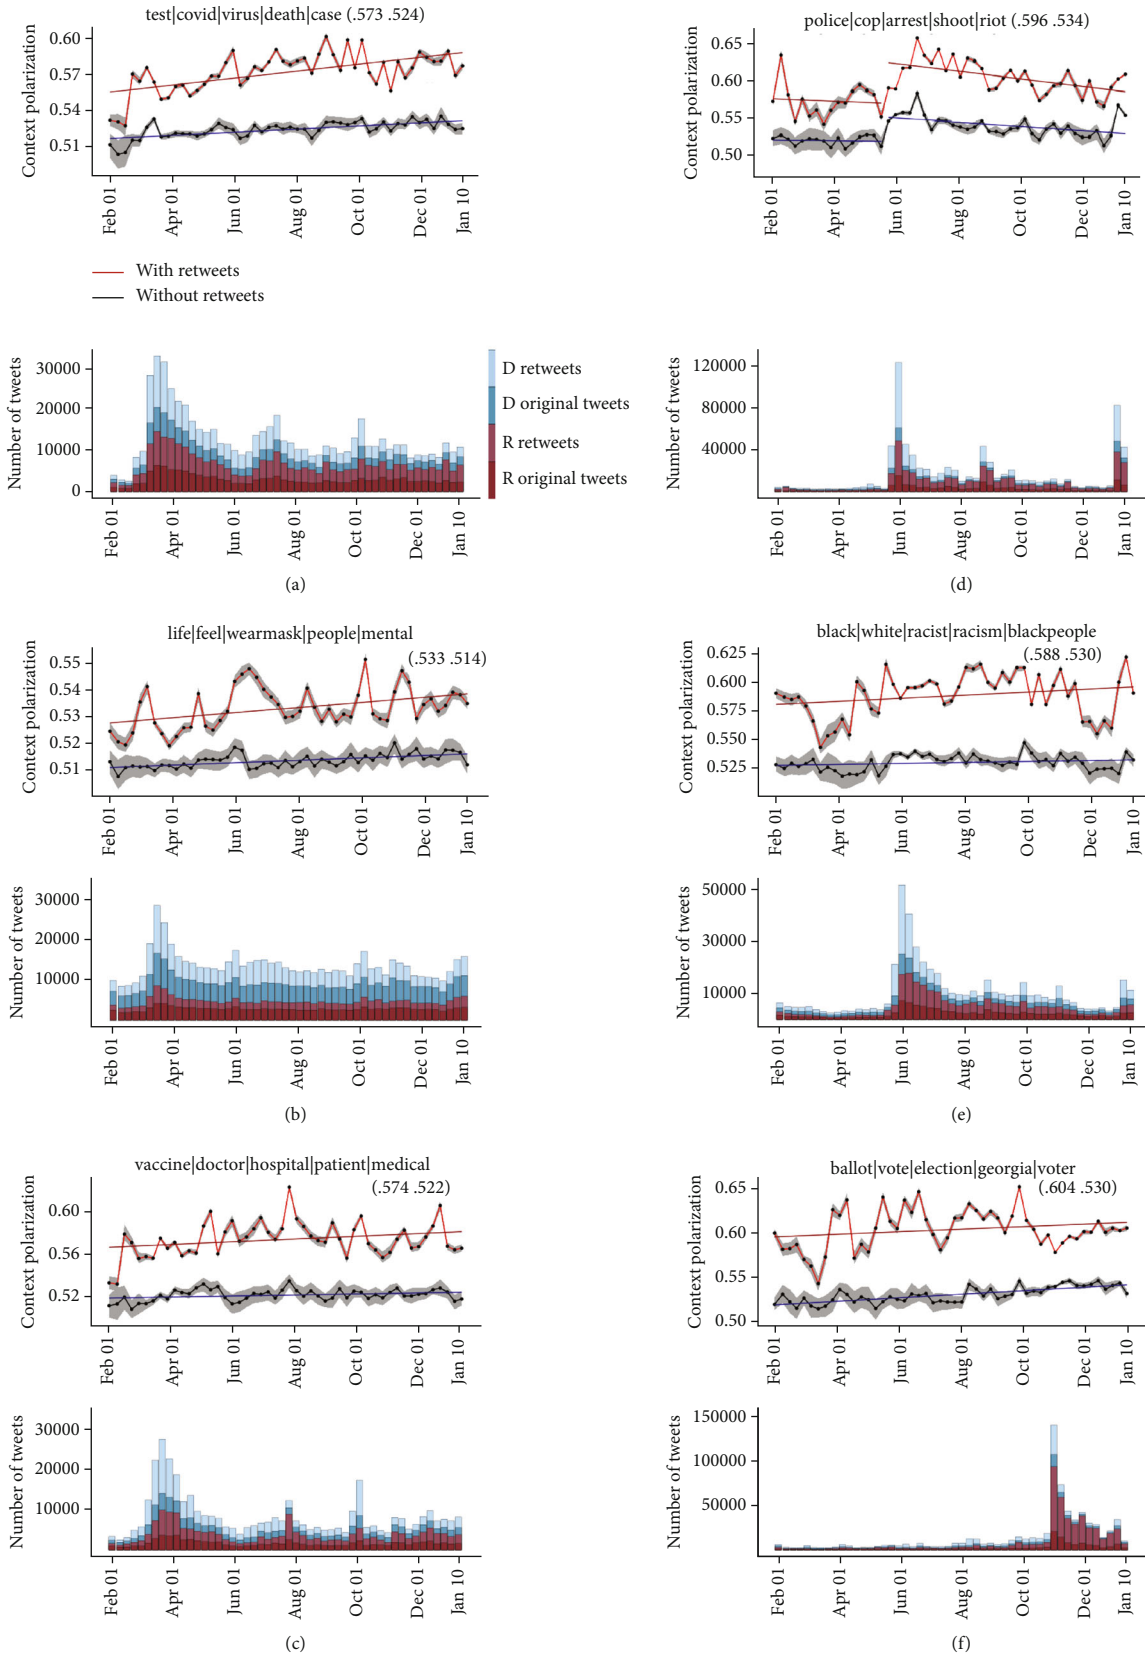 test|covid|virus|death|case (.573 .524)
Context polarization
0.60
0.57
0.54
0.51
Feb 01
Apr 01
Jun 01
Aug 01
Oct 01
Dec 01
Jan 10
With retweets
Without retweets
Number of tweets
30000
20000
10000
0
Feb 01
Apr 01
Jun 01
Aug 01
Oct 01
Dec 01
Jan 10
D retweets
D original tweets
R retweets
R original tweets
(a)
police|cop|arrest|shoot|riot (.596 .534)
Context polarization
0.65
0.60
0.55
0.50
Feb 01
Apr 01
Jun 01
Aug 01
Oct 01
Dec 01
Jan 10
Number of tweets
120000
80000
40000
Feb 01
Apr 01
Jun 01
Aug 01
Oct 01
Dec 01
Jan 10
(d)
life|feel|wearmask|people|mental
(.533 .514)
Context polarization
0.55
0.54
0.53
0.52
0.51
Feb 01
Apr 01
Jun 01
Aug 01
Oct 01
Dec 01
Jan 10
Number of tweets
30000
20000
10000
Feb 01
Apr 01
Jun 01
Aug 01
Oct 01
Dec 01
Jan 10
(b)
black|white|racist|racism|blackpeople
(.588 .530)
Context polarization
0.625
0.600
0.575
0.550
0.525
Feb 01
Apr 01
Jun 01
Aug 01
Oct 01
Dec 01
Jan 10
Number of tweets
50000
30000
10000
Feb 01
Apr 01
Jun 01
Aug 01
Oct 01
Dec 01
Jan 10
(e)
vaccine|doctor|hospital|patient|medical
(.574 .522)
Context polarization
0.60
0.56
0.52
Feb 01
Apr 01
Jun 01
Aug 01
Oct 01
Dec 01
Jan 10
Number of tweets
30000
20000
10000
Feb 01
Apr 01
Jun 01
Aug 01
Oct 01
Dec 01
Jan 10
(c)
ballot|vote|election|georgia|voter
(.604 .530)
Context polarization
0.65
0.60
0.55
0.50
Feb 01
Apr 01
Jun 01
Aug 01
Oct 01
Dec 01
Jan 10
Number of tweets
150000
100000
50000
Feb 01
Apr 01
Jun 01
Aug 01
Oct 01
Dec 01
Jan 10
(f)